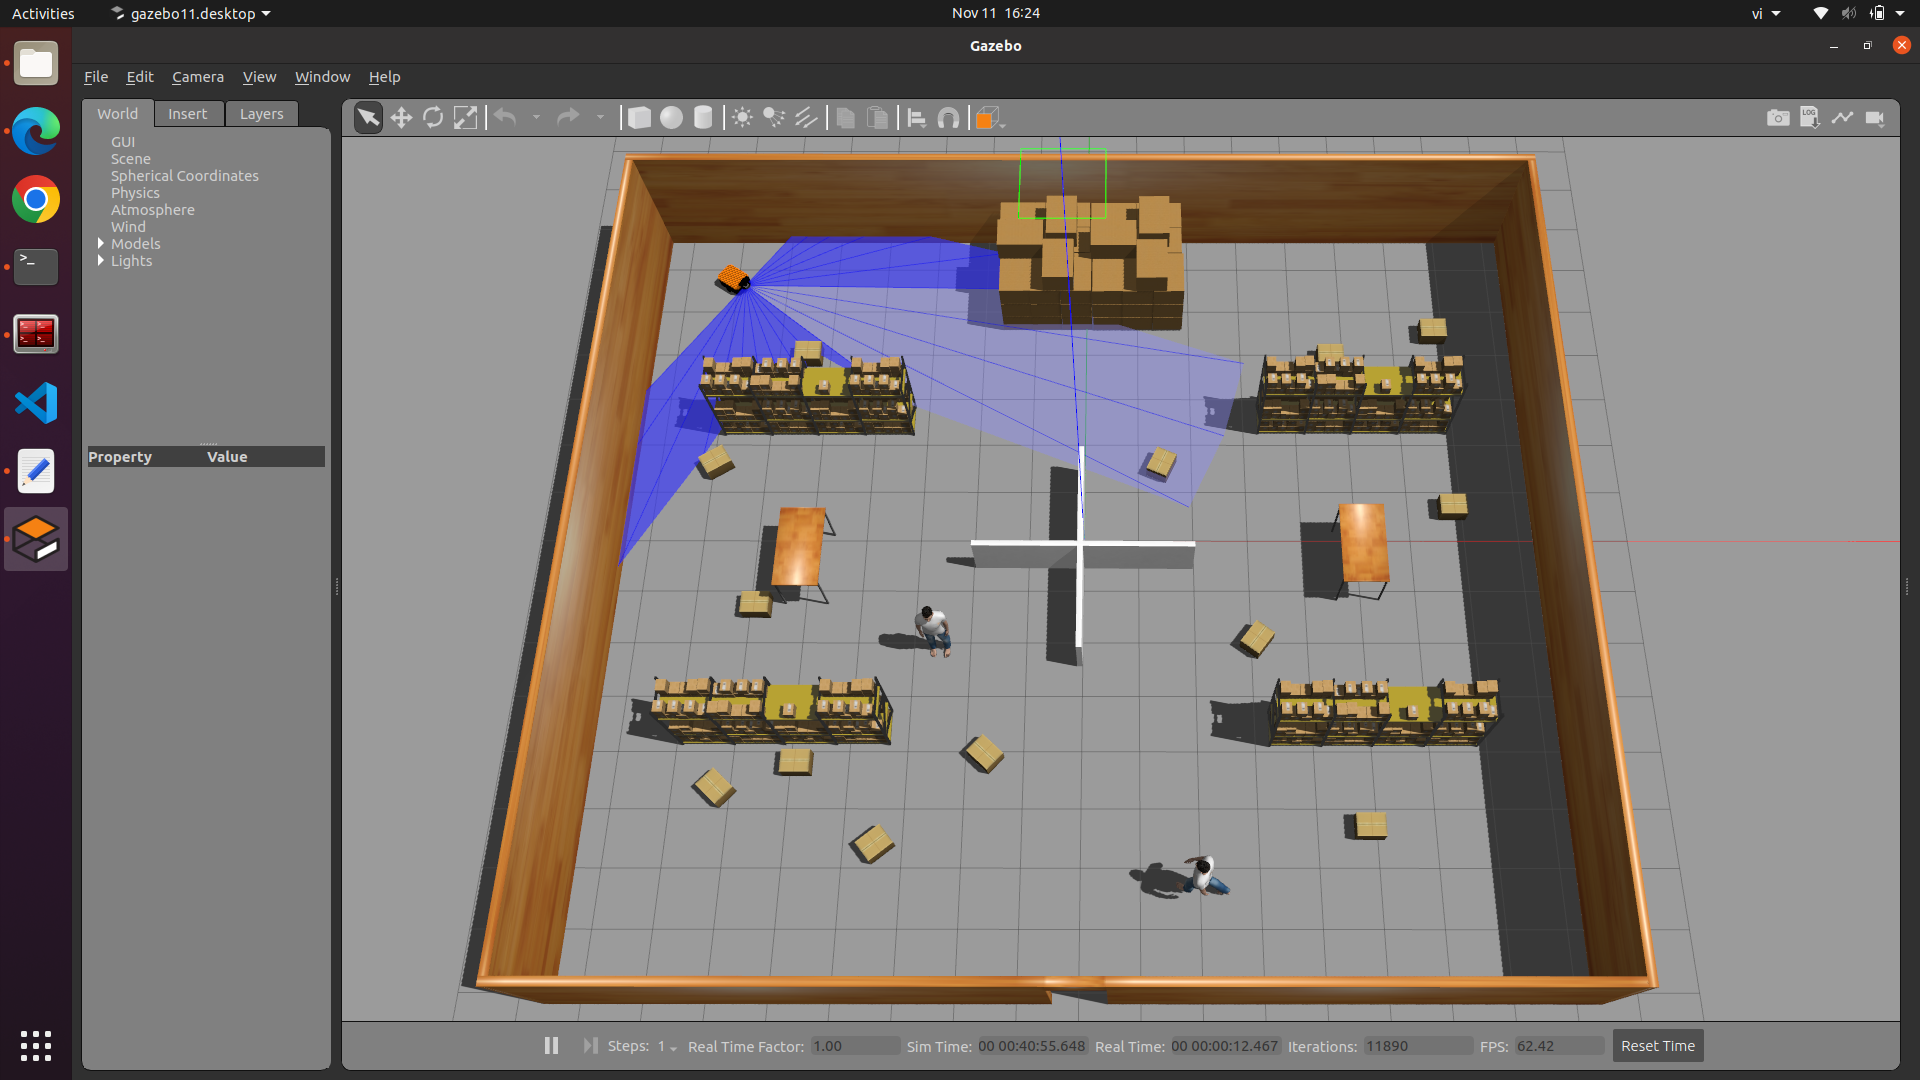 Activities
gazebo11.desktop
Nov 11 16:24
vi
Gazebo
File Edit Camera View Window Help
World Insert Layers
GUI
Scene
Spherical Coordinates
Physics
Atmosphere
Wind
Models
Lights
Property Value
LOG
Steps: 1 Real Time Factor: 1.00 Sim Time: 00 00:40:55.648 Real Time: 00 00:00:12.467 Iterations: 11890 FPS: 62.42 Reset Time